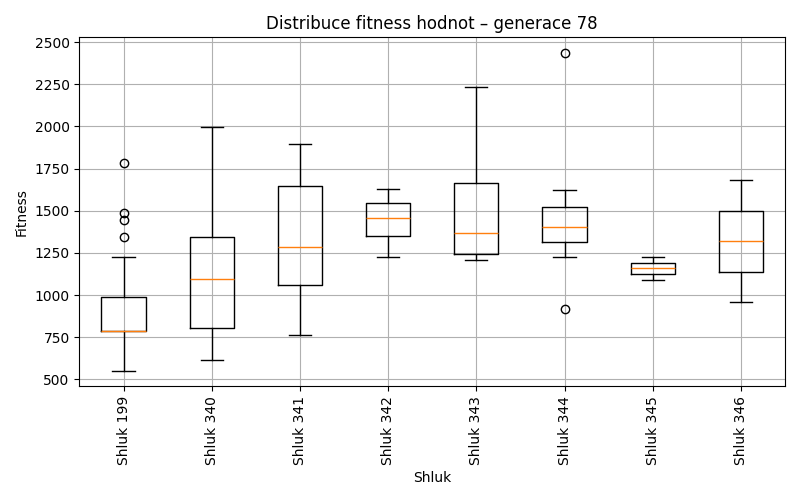 Distribuce fitness hodnot – generace 78
Fitness
2500
2250
2000
1750
1500
1250
1000
750
500
Shluk 199
Shluk 340
Shluk 341
Shluk 342
Shluk 343
Shluk 344
Shluk 345
Shluk 346
Shluk